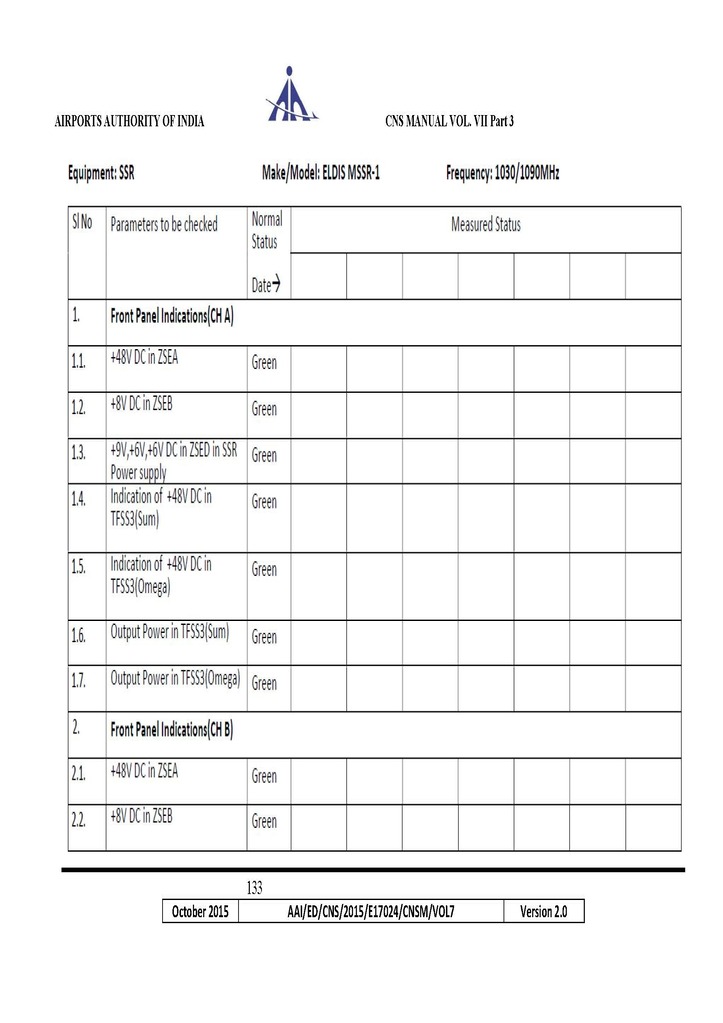 AIRPORTS AUTHORITY OF INDIA CNS MANUAL VOL. VII Part 3
Equipment: SSR Make/Model: ELDIS MSSR-1 Frequency: 1030/1090MHz
Sl No Parameters to be checked Normal Measured Status
Status
Date→
1. Front Panel Indications(CH A)
1.1. +48V DC in ZSEA Green
1.2. +8V DC in ZSEB Green
1.3. +9V,+6V,+6V DC in ZSED in SSR Green
Power supply
1.4. Indication of +48V DC in Green
TFSS3(Sum)
1.5. Indication of +48V DC in Green
TFSS3(Omega)
1.6. Output Power in TFSS3(Sum) Green
1.7. Output Power in TFSS3(Omega) Green
2. Front Panel Indications(CH B)
2.1. +48V DC in ZSEA Green
2.2. +8V DC in ZSEB Green
133
October 2015 AAI/ED/CNS/2015/E17024/CNSM/VOL7 Version 2.0